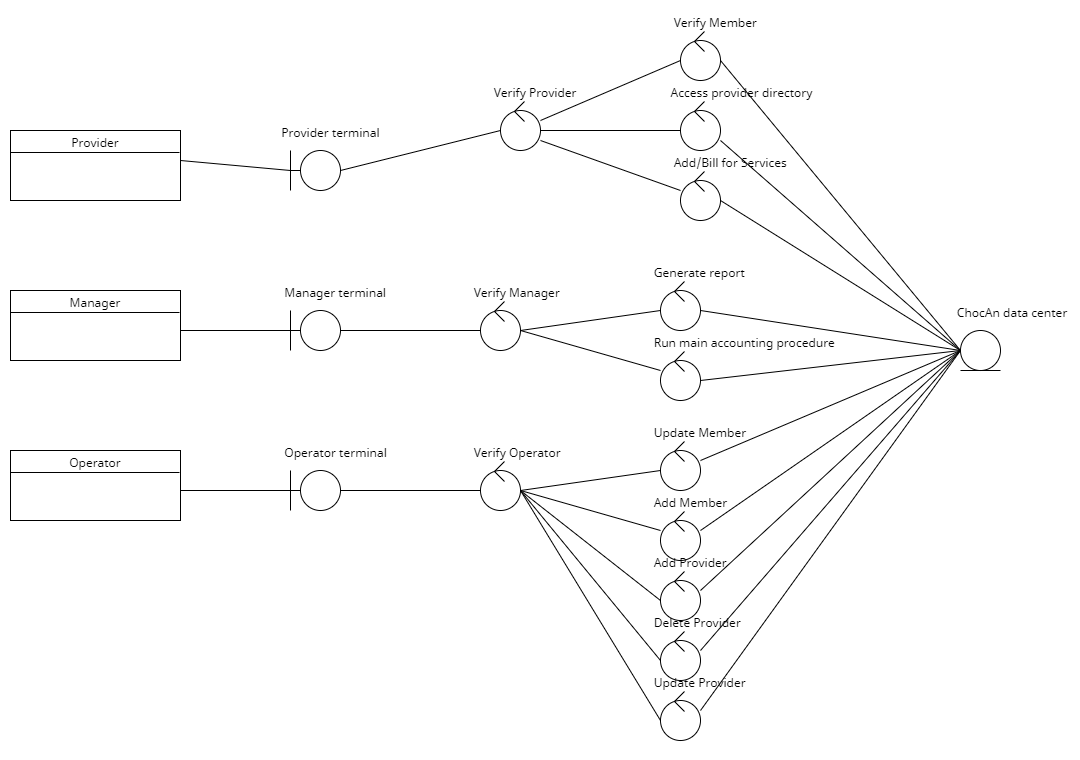 Verify Member
Verify Provider
Access provider directory
Provider
Provider terminal
Add/Bill for Services
Generate report
Manager
Manager terminal
Verify Manager
ChocAn data center
Run main accounting procedure
Update Member
Operator
Operator terminal
Verify Operator
Add Member
Add Provider
Delete Provider
Update Provider